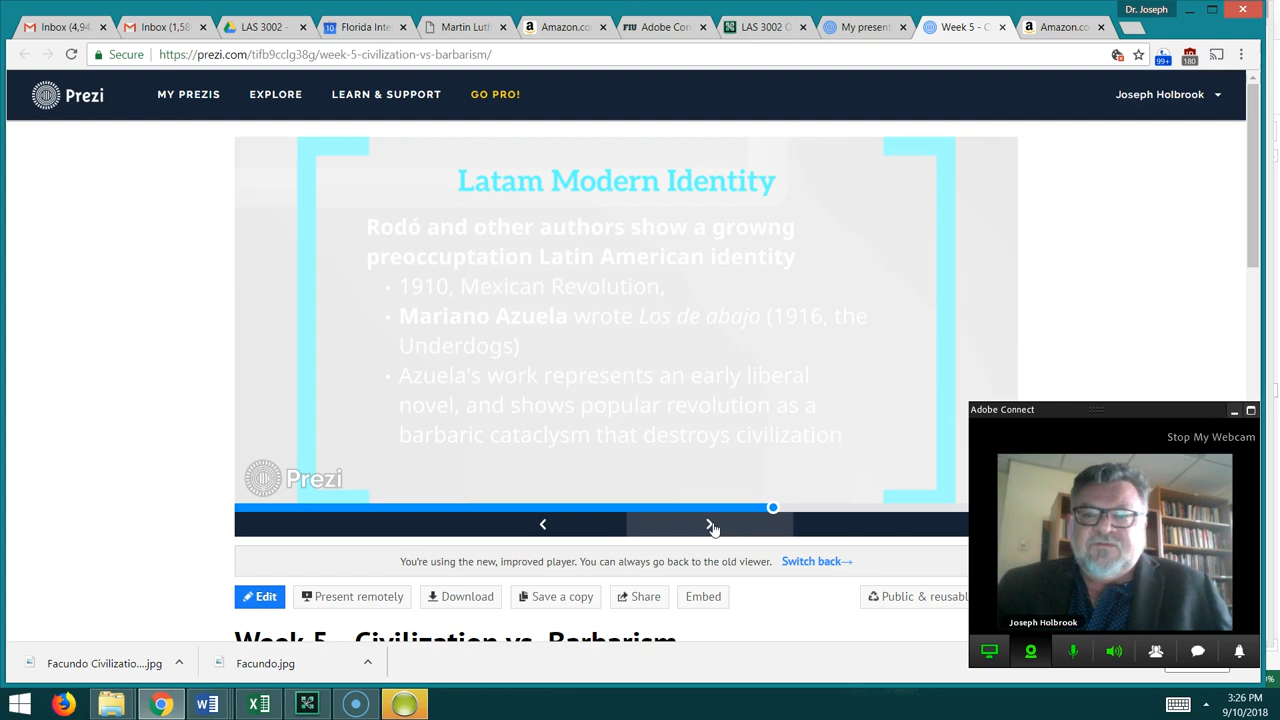 Dr. Joseph
Inbox (4,94
Inbox (1,58
LAS 3002 -
Florida Inte
Martin Luth
Amazon.co
FIU Adobe Con
LAS 3002 O
My present
Week 5 - C
Amazon.co
Secure https://prezi.com/tifb9cclg38g/week-5-civilization-vs-barbarism/
99+
180
Prezi MY PREZIS EXPLORE LEARN & SUPPORT GO PRO! Joseph Holbrook
Latam Modern Identity
Rodó and other authors show a growng
preoccuptation Latin American identity
• 1910, Mexican Revolution,
• Mariano Azuela wrote Los de abajo (1916, the
Underdogs)
• Azuela's work represents an early liberal
novel, and shows popular revolution as a
barbaric cataclysm that destroys civilization
Prezi
You're using the new, improved player. You can always go back to the old viewer. Switch back→
Edit Present remotely Download Save a copy Share Embed Public & reusabl
Week 5 - Civilization vs. Barbarism
Adobe Connect
Stop My Webcam
Joseph Holbrook
Facundo Civilizatio....jpg
Facundo.jpg
3:26 PM
9/10/2018